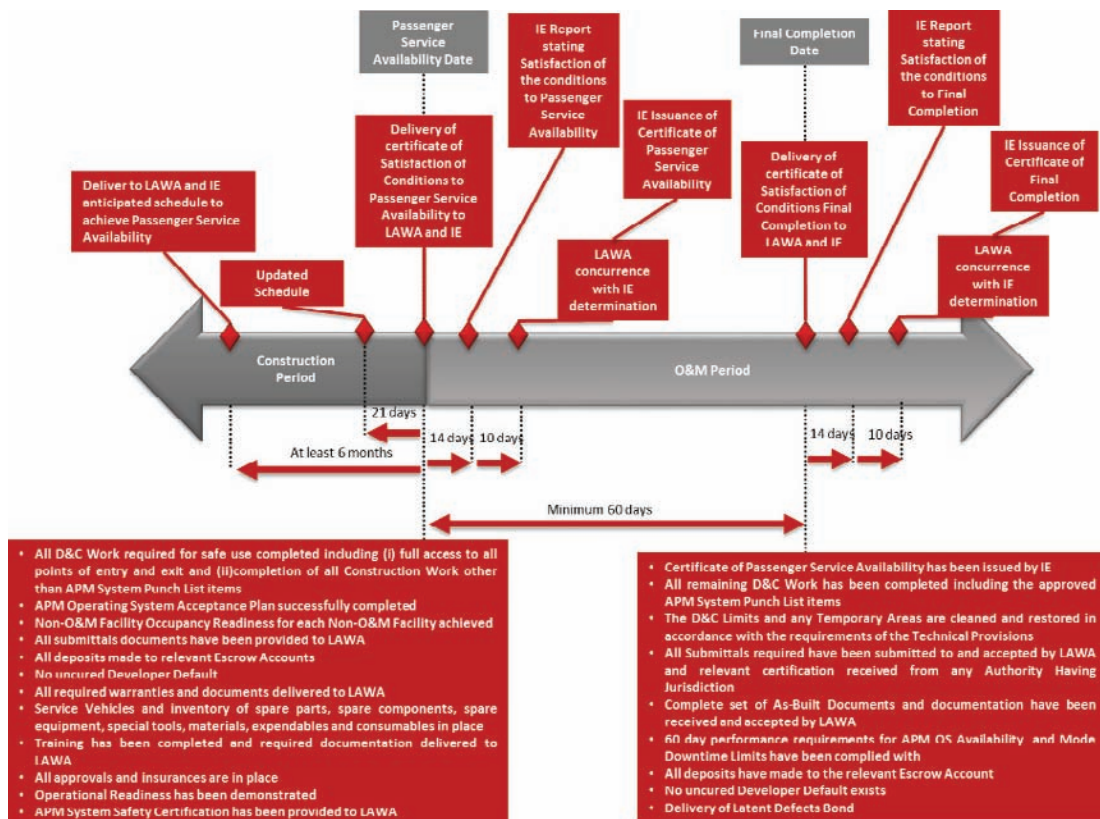 Passenger
Service
Availability Date
IE Report
stating
Satisfaction of
the conditions
to Passenger
Service
Availability
Final Completion
Date
IE Report
stating
Satisfaction of
the conditions
to Final
Completion
Delivery of
certificate of
Satisfaction of
Conditions to
Passenger Service
Availability to
LAWA and IE
IE Issuance of
Certificate of
Passenger
Service
Availability
Delivery of
certificate of
Satisfaction of
Conditions Final
Completion to
LAWA and IE
IE Issuance of
Certificate of
Final
Completion
Deliver to LAWA and IE
anticipated schedule to
achieve Passenger Service
Availability
Updated
Schedule
LAWA
concurrence
with IE
determination
LAWA
concurrence
with IE
determination
Construction
Period
O&M Period
21 days
14 days
10 days
14 days
10 days
At least 6 months
Minimum 60 days
• All D&C Work required for safe use completed including (i) full access to all
points of entry and exit and (ii)completion of all Construction Work other
than APM System Punch List items
• APM Operating System Acceptance Plan successfully completed
• Non-O&M Facility Occupancy Readiness for each Non-O&M Facility achieved
• All submittals documents have been provided to LAWA
• All deposits made to relevant Escrow Accounts
• No uncured Developer Default
• All required warranties and documents delivered to LAWA
• Service Vehicles and inventory of spare parts, spare components, spare
equipment, special tools, materials, expendables and consumables in place
• Training has been completed and required documentation delivered to
LAWA
• All approvals and insurances are in place
• Operational Readiness has been demonstrated
• APM System Safety Certification has been provided to LAWA
• Certificate of Passenger Service Availability has been issued by IE
• All remaining D&C Work has been completed including the approved
APM System Punch List items
• The D&C Limits and any Temporary Areas are cleaned and restored in
accordance with the requirements of the Technical Provisions
• All Submittals required have been submitted to and accepted by LAWA
and relevant certification received from any Authority Having
Jurisdiction
• Complete set of As-Built Documents and documentation have been
received and accepted by LAWA
• 60 day performance requirements for APM OS Availability and Mode
Downtime Limits have been complied with
• All deposits have made to the relevant Escrow Account
• No uncured Developer Default exists
• Delivery of Latent Defects Bond